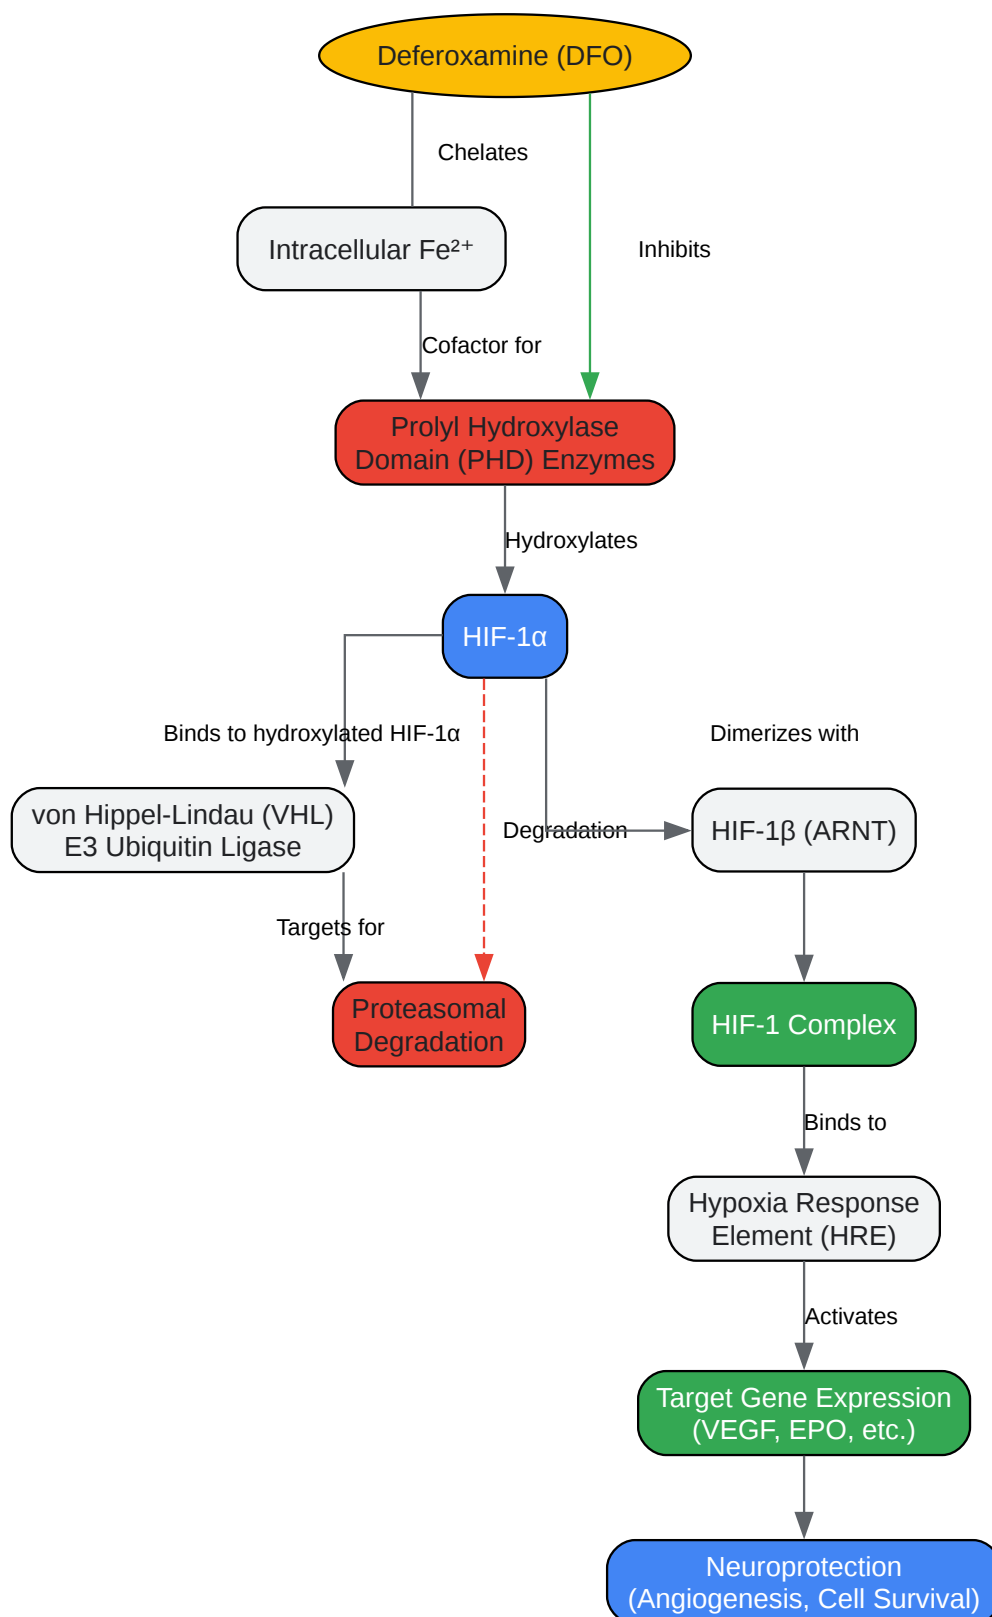 Deferoxamine (DFO)
Chelates
Intracellular Fe²⁺
Inhibits
Cofactor for
Prolyl Hydroxylase
Domain (PHD) Enzymes
Hydroxylates
HIF-1α
Binds to hydroxylated HIF-1α
Dimerizes with
von Hippel-Lindau (VHL)
E3 Ubiquitin Ligase
Degradation
HIF-1β (ARNT)
Targets for
Proteasomal
Degradation
HIF-1 Complex
Binds to
Hypoxia Response
Element (HRE)
Activates
Target Gene Expression
(VEGF, EPO, etc.)
Neuroprotection
(Angiogenesis, Cell Survival)